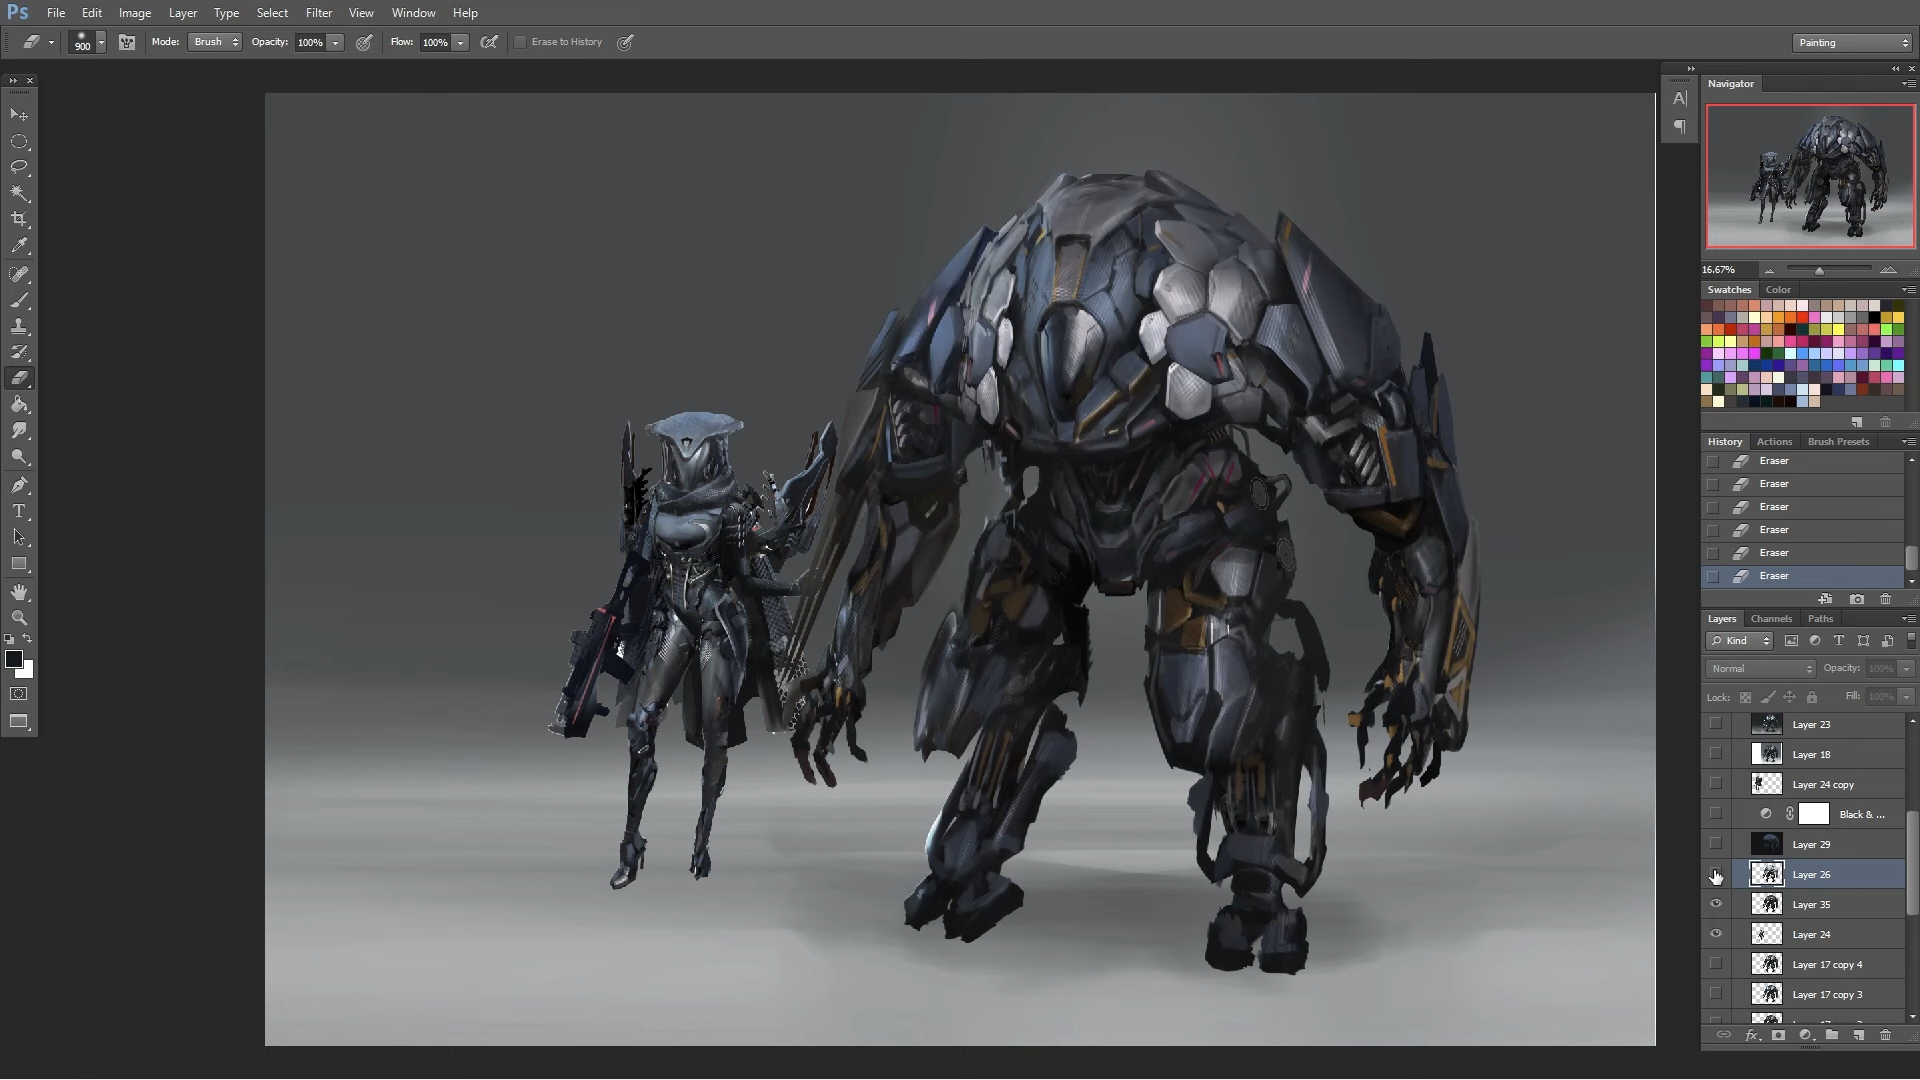 Ps File Edit Image Layer Type Select Filter View Window Help
900 Mode: Brush Opacity: 100% Flow: 100% Erase to History Painting
Navigator
16.67%
Swatches Color
History Actions Brush Presets
Eraser
Eraser
Eraser
Eraser
Eraser
Eraser
Layers Channels Paths
Kind
Normal Opacity: 100%
Lock: Fill: 100%
Layer 23
Layer 18
Layer 24 copy
Black & ...
Layer 29
Layer 26
Layer 35
Layer 24
Layer 17 copy 4
Layer 17 copy 3